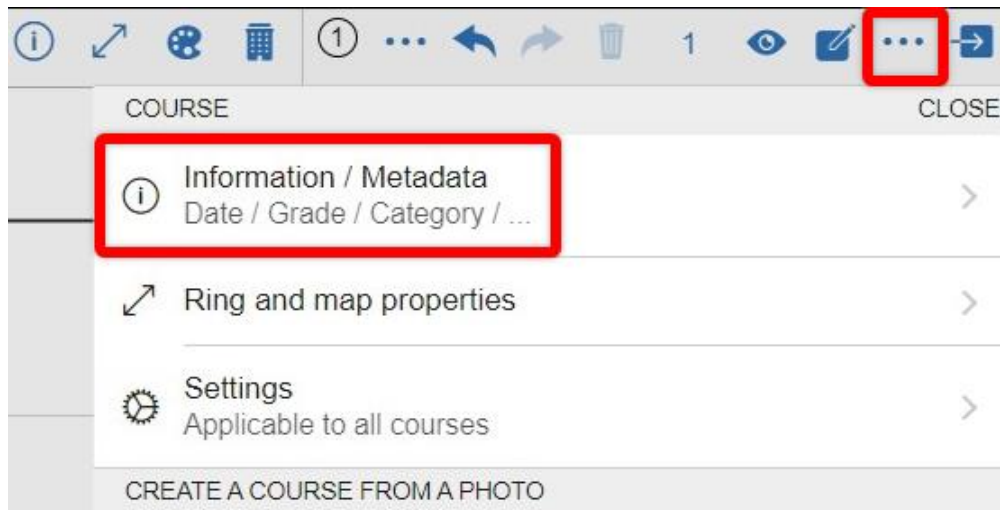 1 ... 1 ...
COURSE CLOSE
Information / Metadata
Date / Grade / Category / ...
Ring and map properties
Settings
Applicable to all courses
CREATE A COURSE FROM A PHOTO